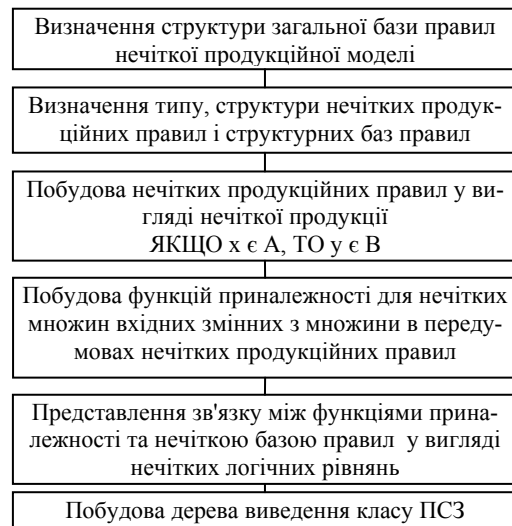 Визначення структури загальної бази правил
нечіткої продукційної моделі
Визначення типу, структури нечітких продук-
ційних правил і структурних баз правил
Побудова нечітких продукційних правил у ви-
гляді нечіткої продукції
ЯКЩО x є A, ТО y є B
Побудова функцій приналежності для нечітких
множин вхідних змінних з множини в переду-
мовах нечітких продукційних правил
Представлення зв'язку між функціями прина-
лежності та нечіткою базою правил у вигляді
нечітких логічних рівнянь
Побудова дерева виведення класу ПСЗ